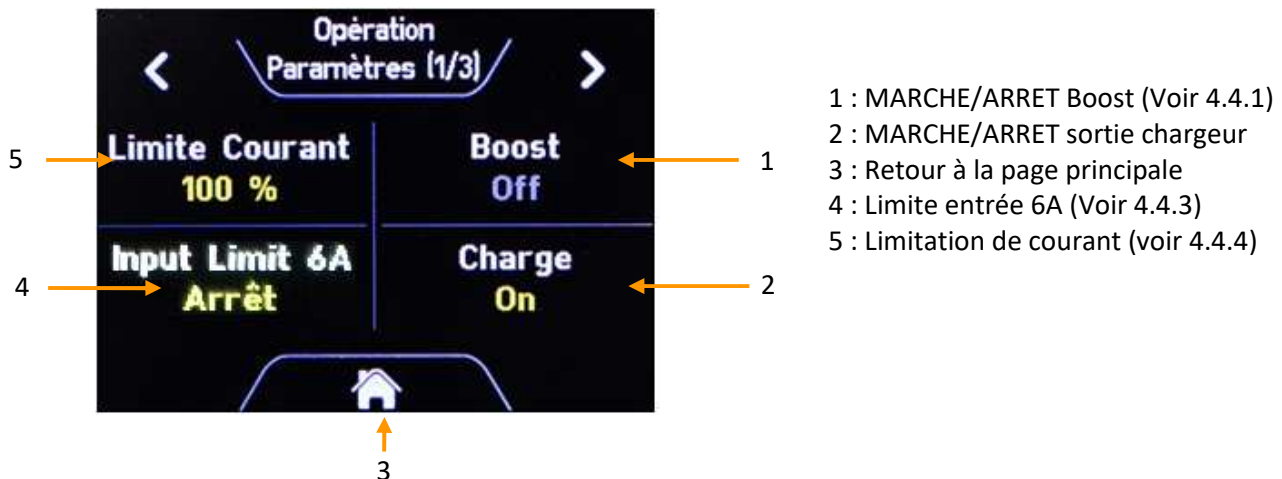 Opération
Paramètres (1/3)
Limite Courant
100 %
Boost
Off
Input Limit 6A
Arrêt
Charge
On
5
1
4
2
3
1 : MARCHE/ARRET Boost (Voir 4.4.1)
2 : MARCHE/ARRET sortie chargeur
3 : Retour à la page principale
4 : Limite entrée 6A (Voir 4.4.3)
5 : Limitation de courant (voir 4.4.4)